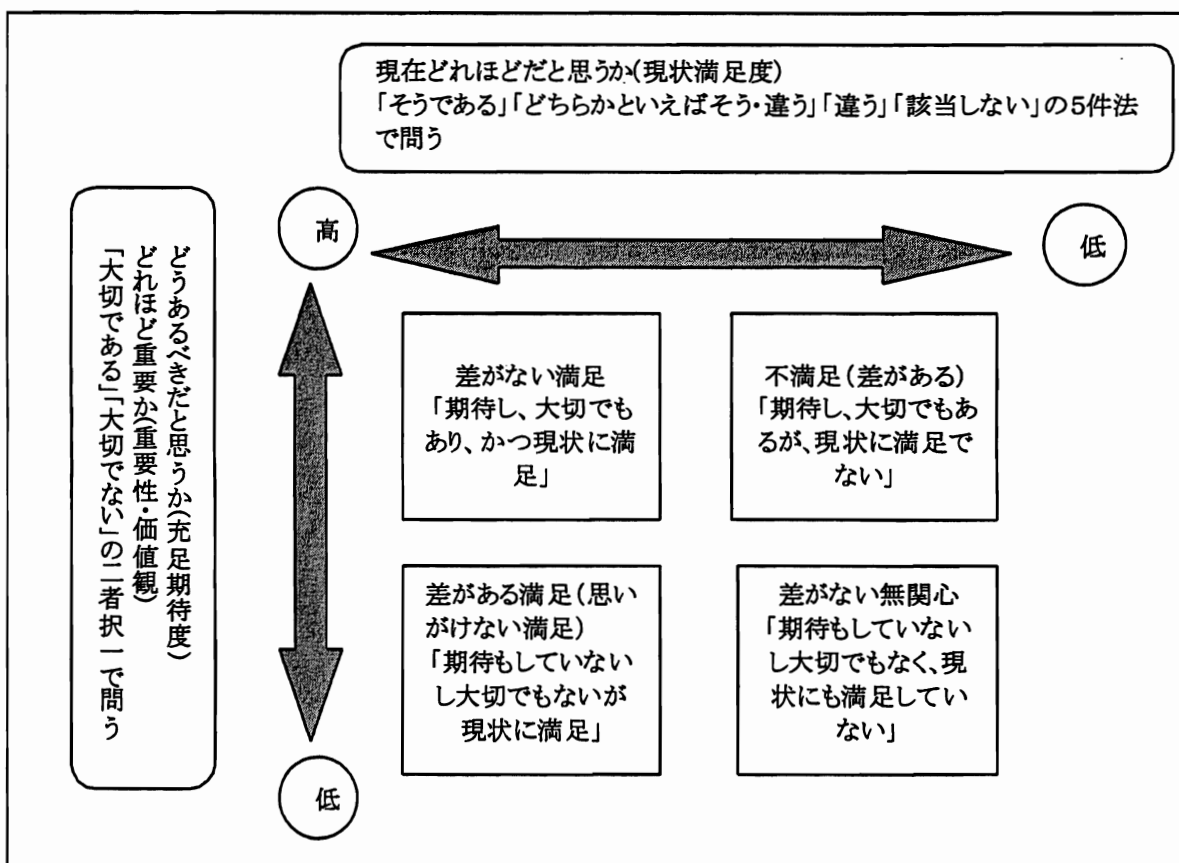 現在どれほどだと思うか(現状満足度)
「そうである」「どちらかといえばそう・違う」「違う」「該当しない」の5件法
で問う
どうあるべきだと思うか(充足期待度)
どれほど重要か(重要性・価値観)
「大切である」「大切でない」の二者択一で問う
高
低
差がない満足
「期待し、大切でも
あり、かつ現状に満
足」
不満足(差がある)
「期待し、大切でもあ
るが、現状に満足で
ない」
差がある満足(思い
がけない満足)
「期待もしていない
し大切でもないが
現状に満足」
差がない無関心
「期待もしていない
し大切でもなく、現
状にも満足してい
ない」
低